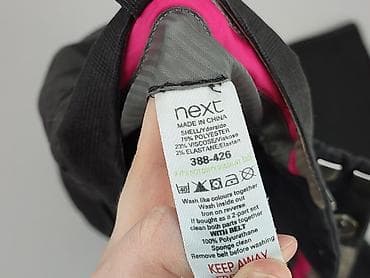 next
MADE IN CHINA
SHELL/Yderside
75% POLYESTER
23% VISCOSE/Viskose
2% ELASTANE/Elastan
388-426
Wash like colours together
Wash inside out
Iron on reverse
If bought as a 2-part set
clean both parts together
WITH BELT
100% Polyurethane
Sponge clean
Remove belt before washing
KEEP AWAY